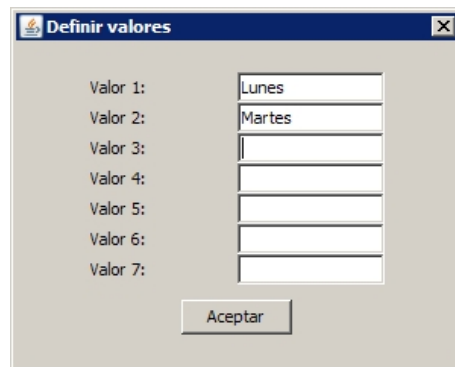 Definir valores
Valor 1: Lunes
Valor 2: Martes
Valor 3:
Valor 4:
Valor 5:
Valor 6:
Valor 7:
Aceptar